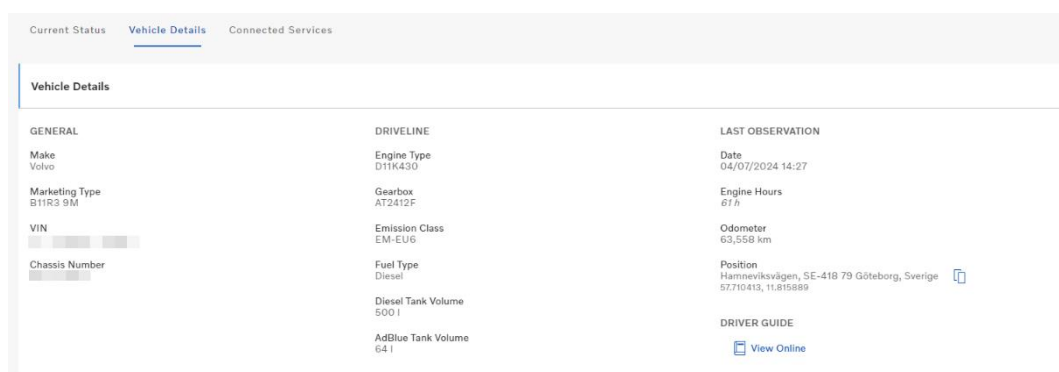 Current Status Vehicle Details Connected Services
Vehicle Details
GENERAL
Make
Volvo
Marketing Type
B11R3 9M
VIN
Chassis Number
DRIVELINE
Engine Type
D11K430
Gearbox
AT2412F
Emission Class
EM-EU6
Fuel Type
Diesel
Diesel Tank Volume
500 l
AdBlue Tank Volume
64 l
LAST OBSERVATION
Date
04/07/2024 14:27
Engine Hours
61 h
Odometer
63,558 km
Position
Hamneviksvägen, SE-418 79 Göteborg, Sverige
57.710413, 11.815889
DRIVER GUIDE
View Online